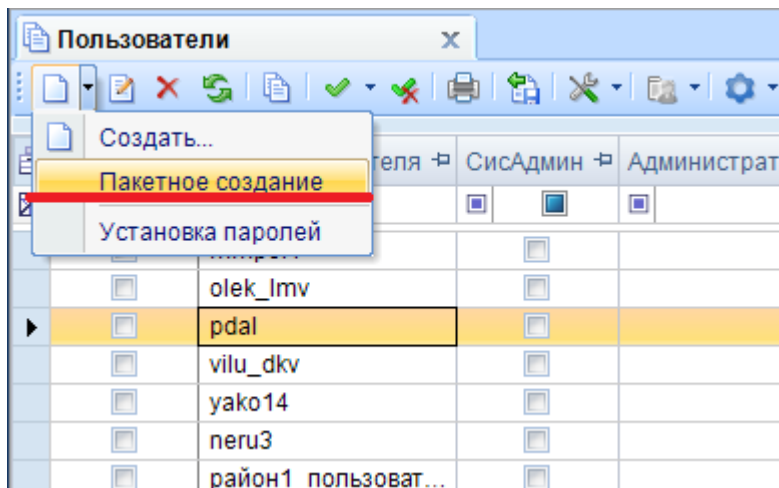 Пользователи
Создать...
Пакетное создание
Установка паролей
теля СисАдмин Администрат
olek_lmv
pdal
vilu_dkv
yako14
neru3
район1_пользоват...